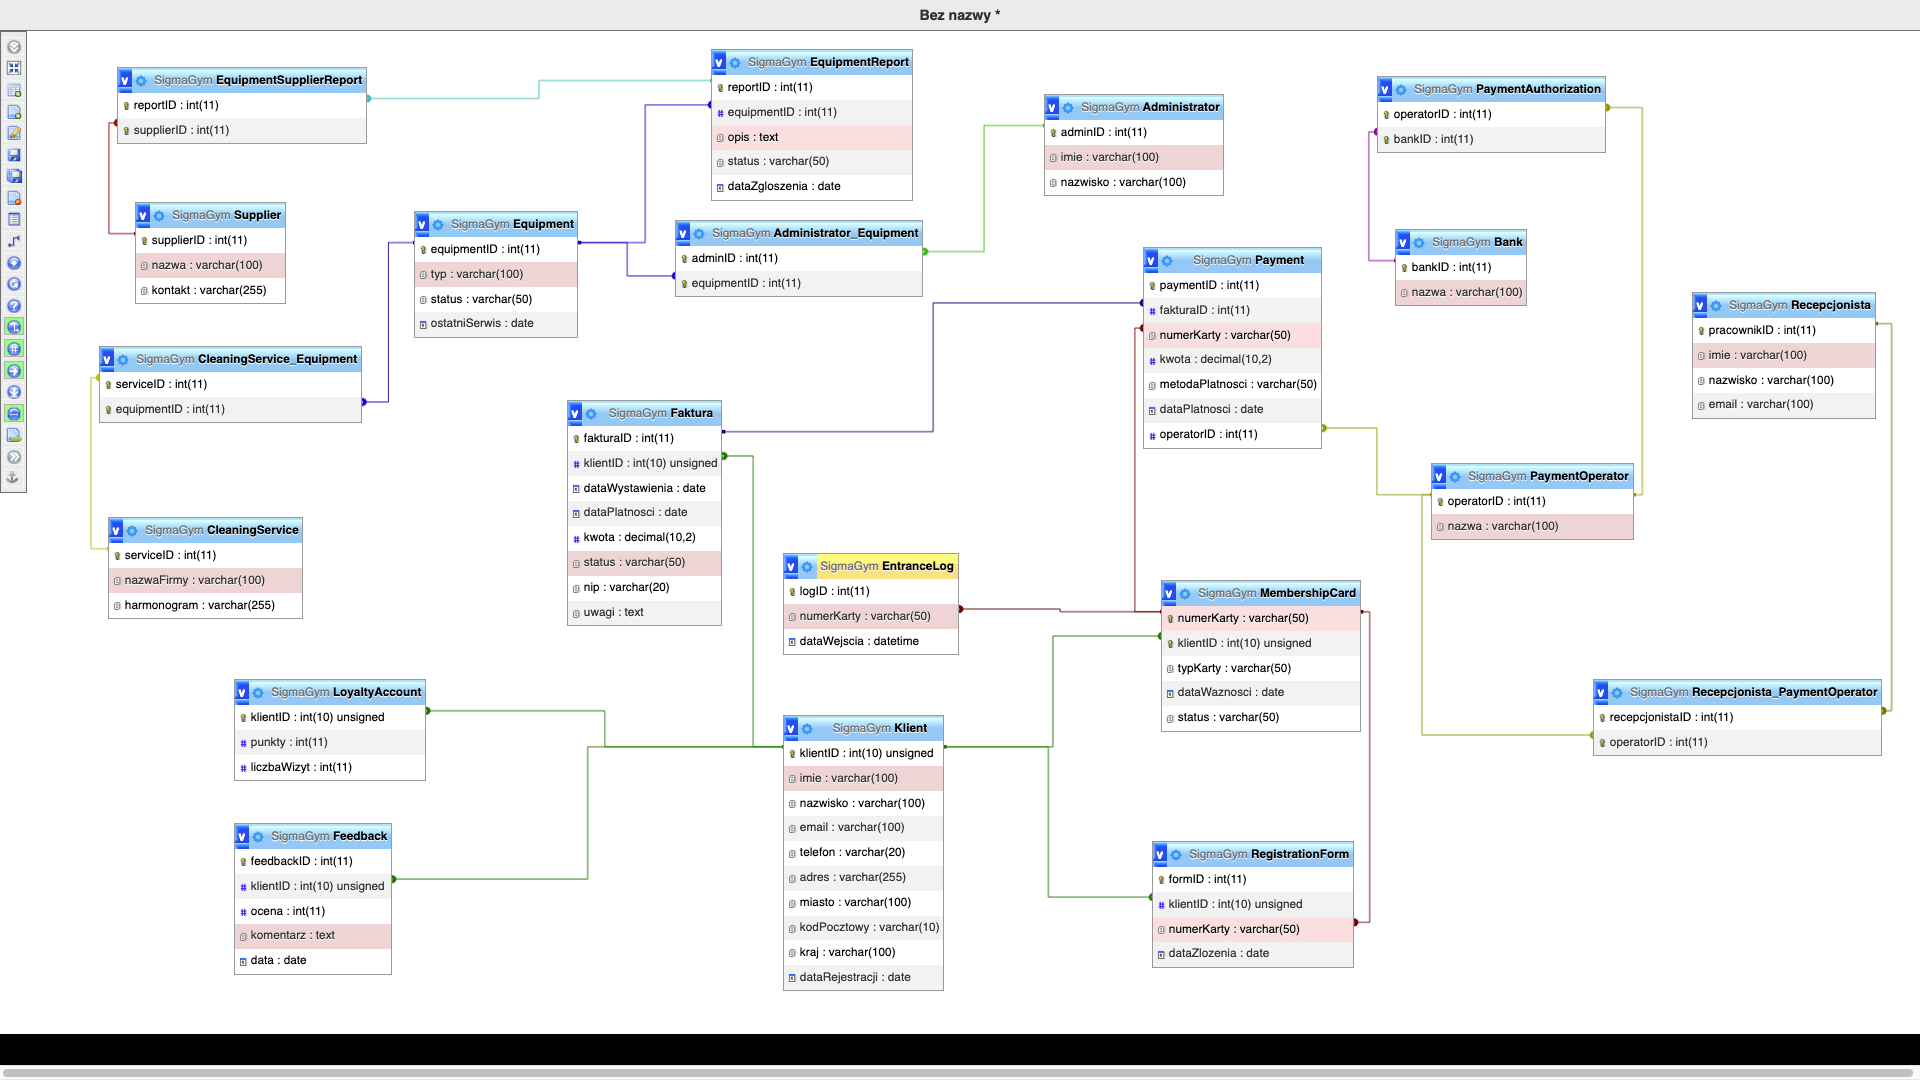 Bez nazwy *
SigmaGym EquipmentSupplierReport
reportID : int(11)
supplierID : int(11)
SigmaGym Supplier
supplierID : int(11)
nazwa : varchar(100)
kontakt : varchar(255)
SigmaGym CleaningService_Equipment
serviceID : int(11)
equipmentID : int(11)
SigmaGym CleaningService
serviceID : int(11)
nazwaFirmy : varchar(100)
harmonogram : varchar(255)
SigmaGym Equipment
equipmentID : int(11)
typ : varchar(100)
status : varchar(50)
ostatniSerwis : date
SigmaGym EquipmentReport
reportID : int(11)
equipmentID : int(11)
opis : text
status : varchar(50)
dataZgloszenia : date
SigmaGym Administrator_Equipment
adminID : int(11)
equipmentID : int(11)
SigmaGym Administrator
adminID : int(11)
imie : varchar(100)
nazwisko : varchar(100)
SigmaGym PaymentAuthorization
operatorID : int(11)
bankID : int(11)
SigmaGym Bank
bankID : int(11)
nazwa : varchar(100)
SigmaGym Recepcjonista
pracownikID : int(11)
imie : varchar(100)
nazwisko : varchar(100)
email : varchar(100)
SigmaGym Payment
paymentID : int(11)
fakturaID : int(11)
numerKarty : varchar(50)
kwota : decimal(10,2)
metodaPlatnosci : varchar(50)
dataPlatnosci : date
operatorID : int(11)
SigmaGym Faktura
fakturaID : int(11)
klientID : int(10) unsigned
dataWystawienia : date
dataPlatnosci : date
kwota : decimal(10,2)
status : varchar(50)
nip : varchar(20)
uwagi : text
SigmaGym PaymentOperator
operatorID : int(11)
nazwa : varchar(100)
SigmaGym EntranceLog
logID : int(11)
numerKarty : varchar(50)
dataWejscia : datetime
SigmaGym MembershipCard
numerKarty : varchar(50)
klientID : int(10) unsigned
typKarty : varchar(50)
dataWaznosci : date
status : varchar(50)
SigmaGym LoyaltyAccount
klientID : int(10) unsigned
punkty : int(11)
liczbaWizyt : int(11)
SigmaGym Recepcjonista_PaymentOperator
recepcjonistaID : int(11)
operatorID : int(11)
SigmaGym Klient
klientID : int(10) unsigned
imie : varchar(100)
nazwisko : varchar(100)
email : varchar(100)
telefon : varchar(20)
adres : varchar(255)
miasto : varchar(100)
kodPocztowy : varchar(10)
kraj : varchar(100)
dataRejestracji : date
SigmaGym Feedback
feedbackID : int(11)
klientID : int(10) unsigned
ocena : int(11)
komentarz : text
data : date
SigmaGym RegistrationForm
formID : int(11)
klientID : int(10) unsigned
numerKarty : varchar(50)
dataZlozenia : date